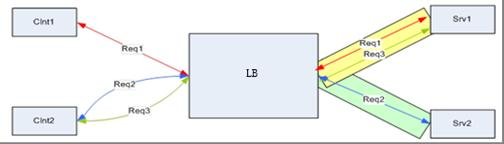 Clnt1
Req1
Req2
Req3
Clnt2
LB
Req1
Req3
Req2
Srv1
Srv2